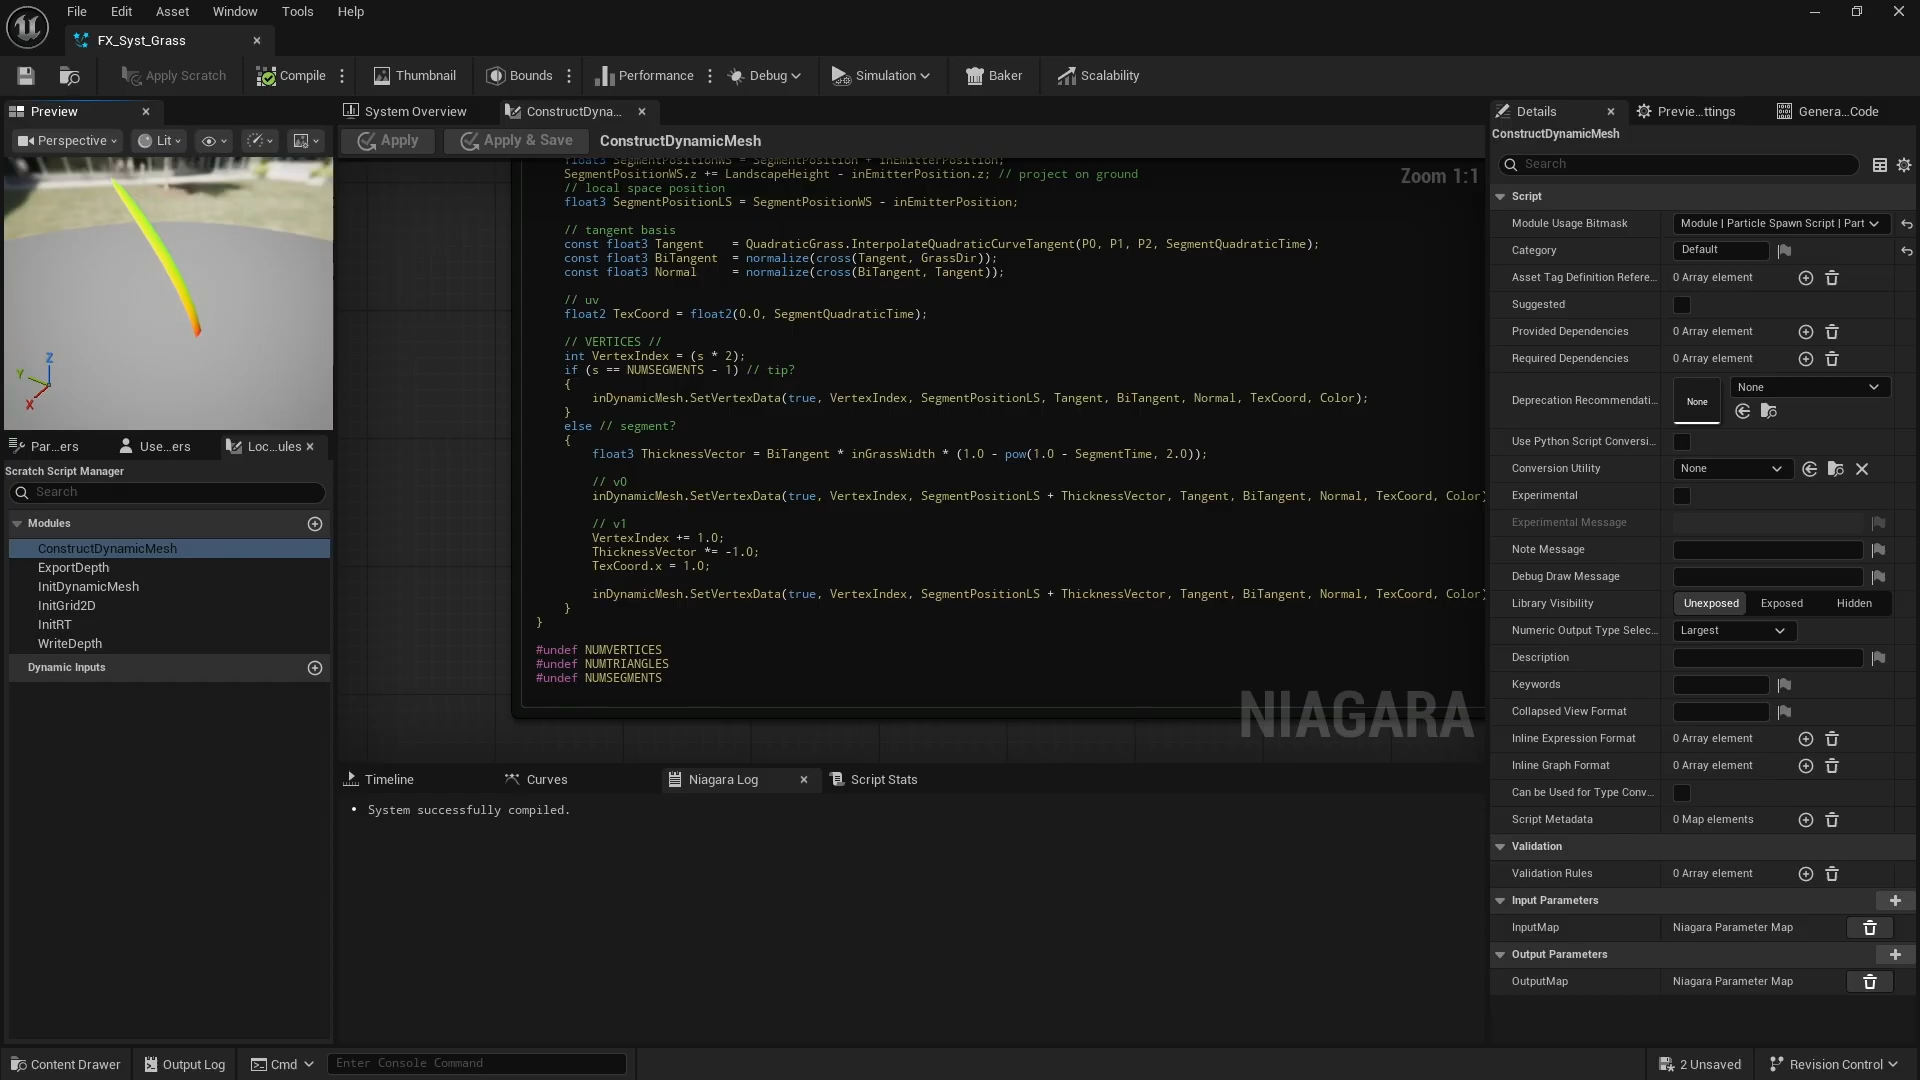 File Edit Asset Window Tools Help
FX_Syst_Grass
Apply Scratch Compile Thumbnail Bounds Performance Debug Simulation Baker Scalability
Preview
Perspective Lit
Z
Y
X
Par...ers Use...ers Loc...ules
Scratch Script Manager
Search
Modules
ConstructDynamicMesh
ExportDepth
InitDynamicMesh
InitGrid2D
InitRT
WriteDepth
Dynamic Inputs
System Overview ConstructDyna...
Apply Apply & Save ConstructDynamicMesh
Zoom 1:1
float3 SegmentPositionWS = SegmentPosition + inEmitterPosition;
SegmentPositionWS.z += LandscapeHeight - inEmitterPosition.z; // project on ground
// local space position
float3 SegmentPositionLS = SegmentPositionWS - inEmitterPosition;
// tangent basis
const float3 Tangent = QuadraticGrass.InterpolateQuadraticCurveTangent(P0, P1, P2, SegmentQuadraticTime);
const float3 BiTangent = normalize(cross(Tangent, GrassDir));
const float3 Normal = normalize(cross(BiTangent, Tangent));
// uv
float2 TexCoord = float2(0.0, SegmentQuadraticTime);
// VERTICES //
int VertexIndex = (s * 2);
if (s == NUMSEGMENTS - 1) // tip?
{
inDynamicMesh.SetVertexData(true, VertexIndex, SegmentPositionLS, Tangent, BiTangent, Normal, TexCoord, Color);
}
else // segment?
{
float3 ThicknessVector = BiTangent * inGrassWidth * (1.0 - pow(1.0 - SegmentTime, 2.0));
// v0
inDynamicMesh.SetVertexData(true, VertexIndex, SegmentPositionLS + ThicknessVector, Tangent, BiTangent, Normal, TexCoord, Color)
// v1
VertexIndex += 1.0;
ThicknessVector *= -1.0;
TexCoord.x = 1.0;
inDynamicMesh.SetVertexData(true, VertexIndex, SegmentPositionLS + ThicknessVector, Tangent, BiTangent, Normal, TexCoord, Color)
}
}
#undef NUMVERTICES
#undef NUMTRIANGLES
#undef NUMSEGMENTS
NIAGARA
Timeline Curves Niagara Log Script Stats
• System successfully compiled.
Details Previe...ttings Genera...Code
ConstructDynamicMesh
Search
Script
Module Usage Bitmask Module | Particle Spawn Script | Part
Category Default
Asset Tag Definition Refere... 0 Array element
Suggested
Provided Dependencies 0 Array element
Required Dependencies 0 Array element
Deprecation Recommendati... None None
Use Python Script Conversi...
Conversion Utility None
Experimental
Experimental Message
Note Message
Debug Draw Message
Library Visibility Unexposed Exposed Hidden
Numeric Output Type Selec... Largest
Description
Keywords
Collapsed View Format
Inline Expression Format 0 Array element
Inline Graph Format 0 Array element
Can be Used for Type Conv...
Script Metadata 0 Map elements
Validation
Validation Rules 0 Array element
Input Parameters
InputMap Niagara Parameter Map
Output Parameters
OutputMap Niagara Parameter Map
Content Drawer Output Log Cmd Enter Console Command 2 Unsaved Revision Control